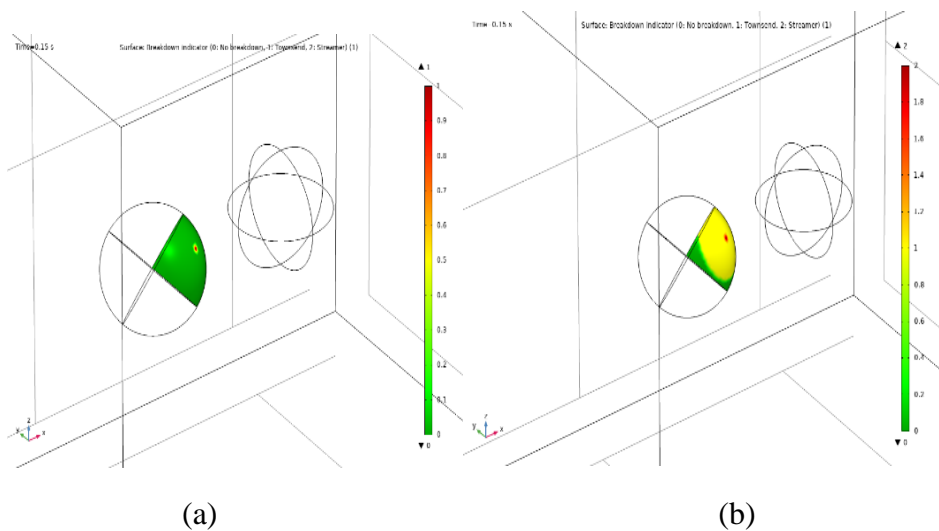 Time=0.15 s Surface: Breakdown indicator (0: No breakdown, 1: Townsend, 2: Streamer) (1)
▲ 1
1
0.9
0.8
0.7
0.6
0.5
0.4
0.3
0.2
0.1
0
▼ 0
z
y
x
(a)
Time=0.15 s Surface: Breakdown indicator (0: No breakdown, 1: Townsend, 2: Streamer) (1)
▲ 2
2
1.8
1.6
1.4
1.2
1
0.8
0.6
0.4
0.2
0
▼ 0
z
y
x
(b)